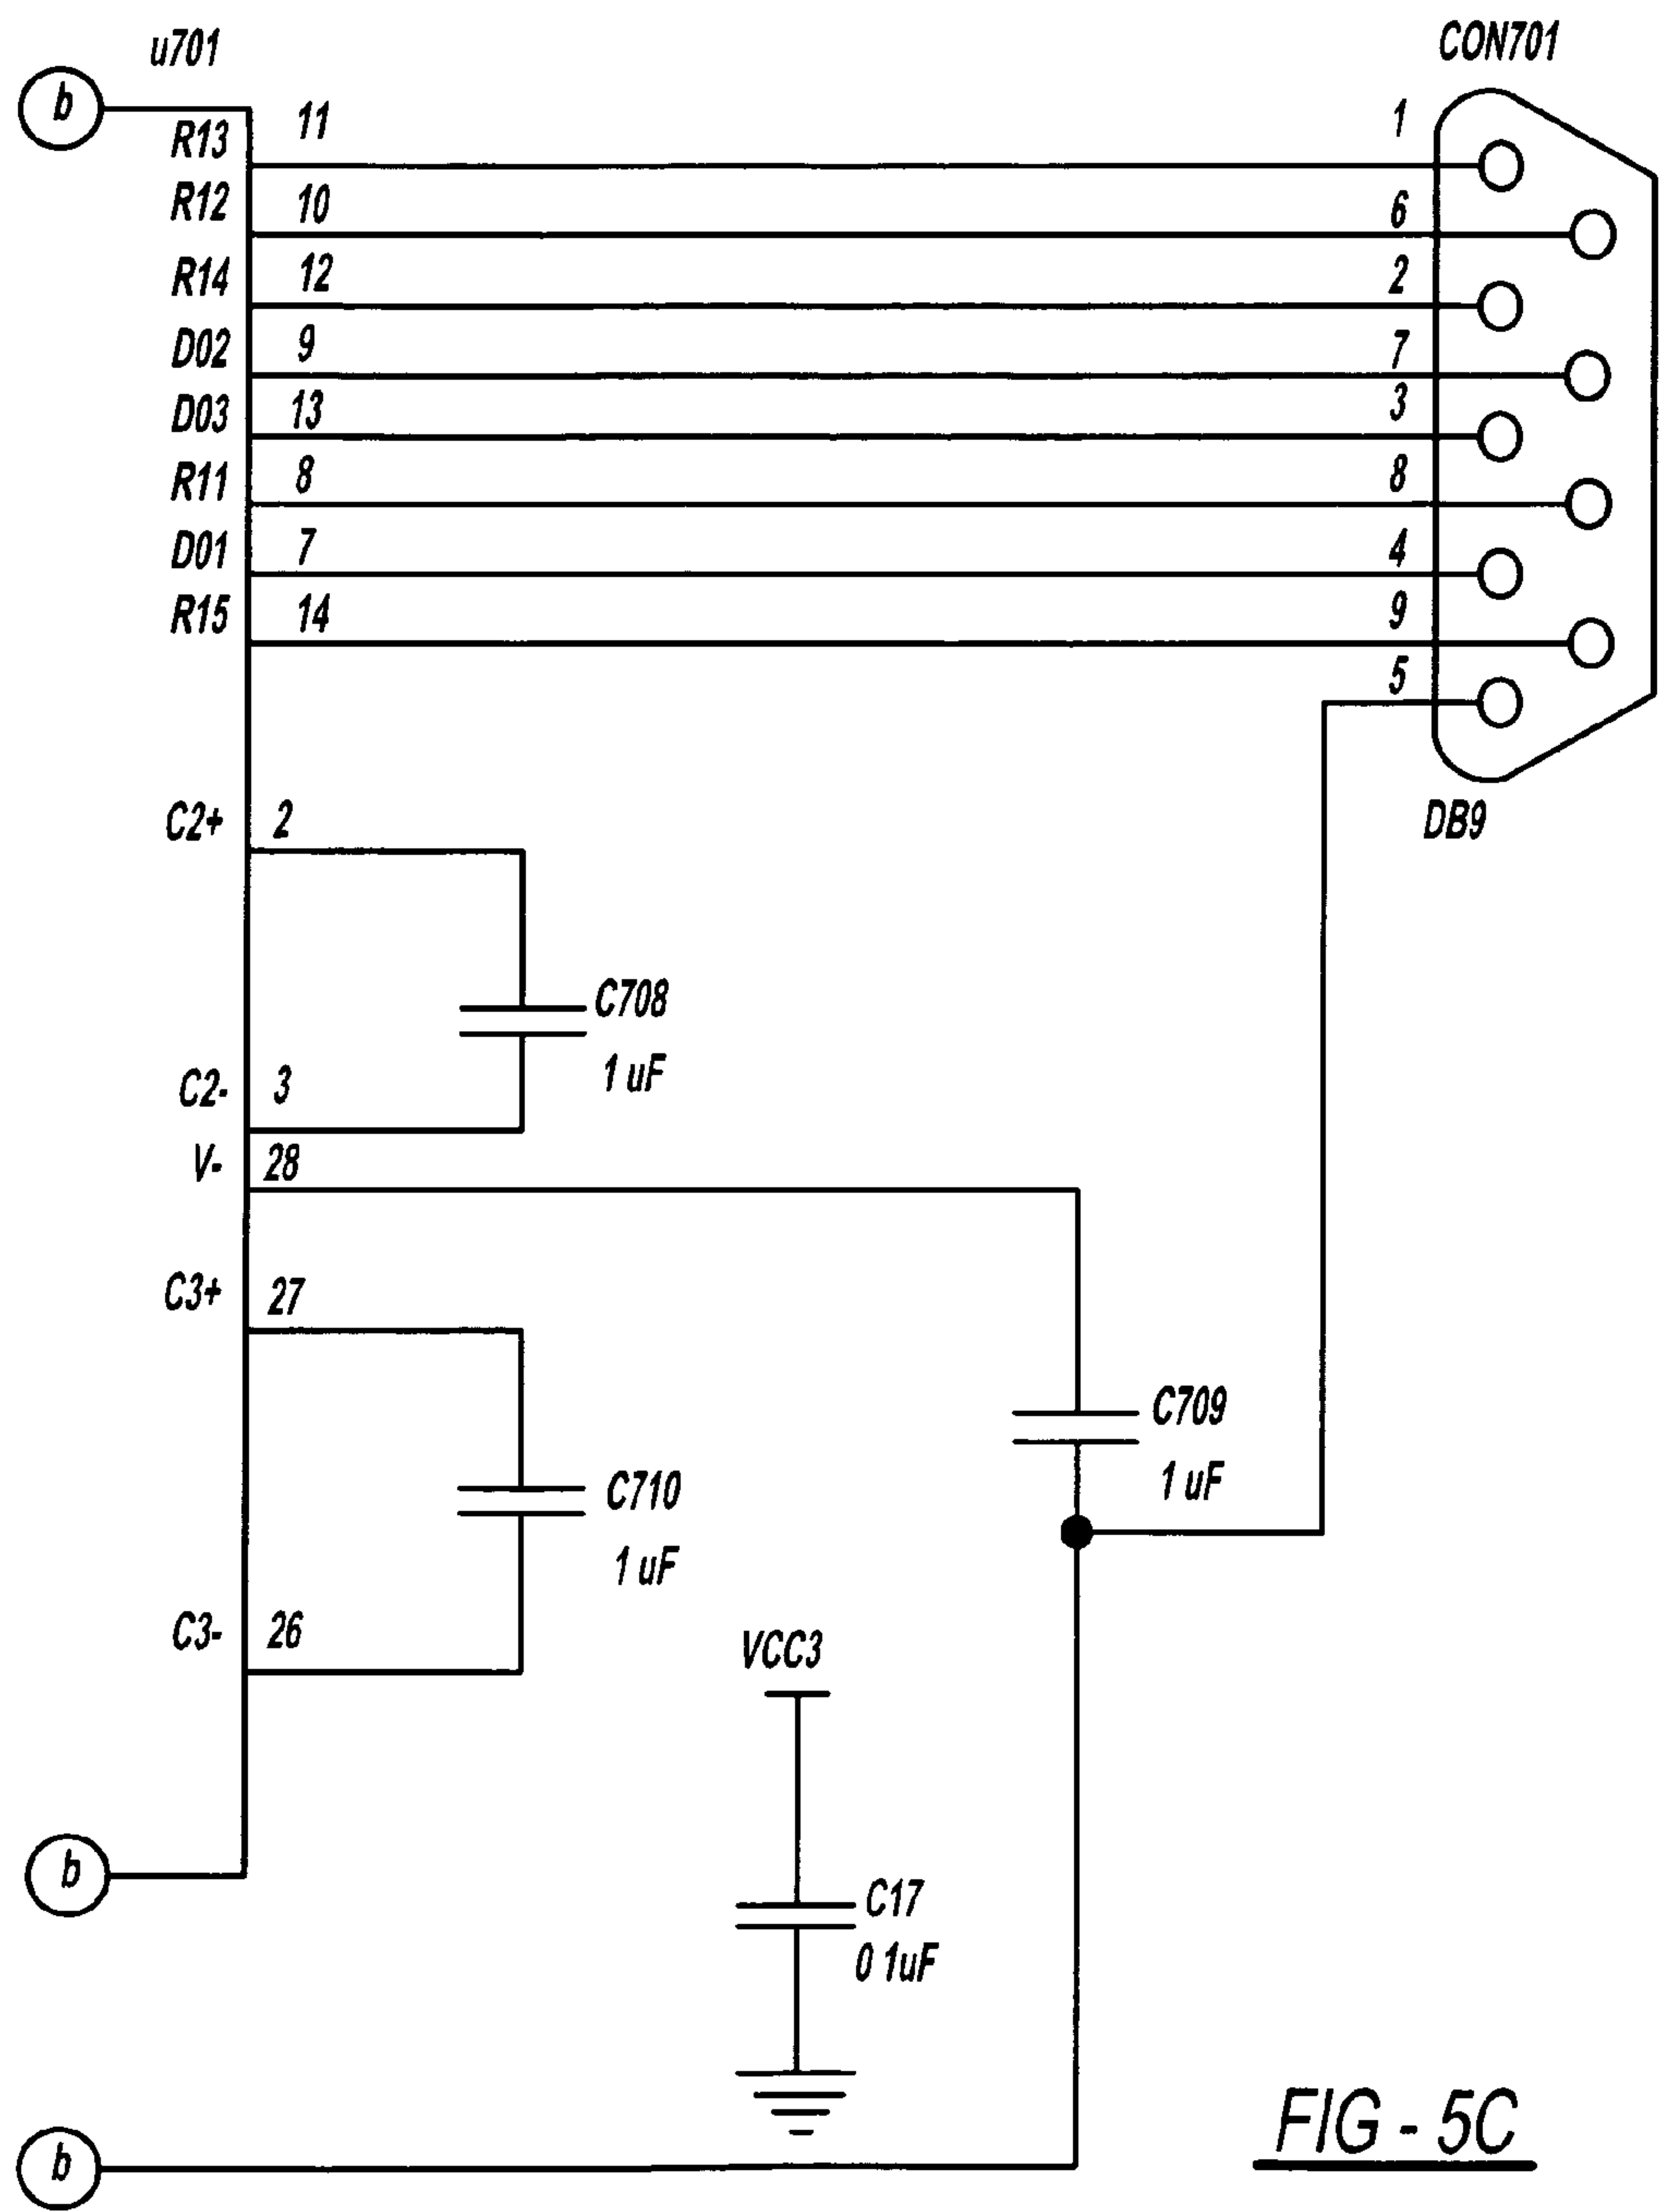 u701
CON701
b
R13 11 1
R12 10 6
R14 12 2
D02 9 7
D03 13 3
R11 8 8
D01 7 4
R15 14 9
5
C2+ 2
DB9
C708
1 uF
C2- 3
V- 28
C3+ 27
C709
1 uF
C710
1 uF
C3- 26
VCC3
b
C17
0 1uF
FIG - 5C
b